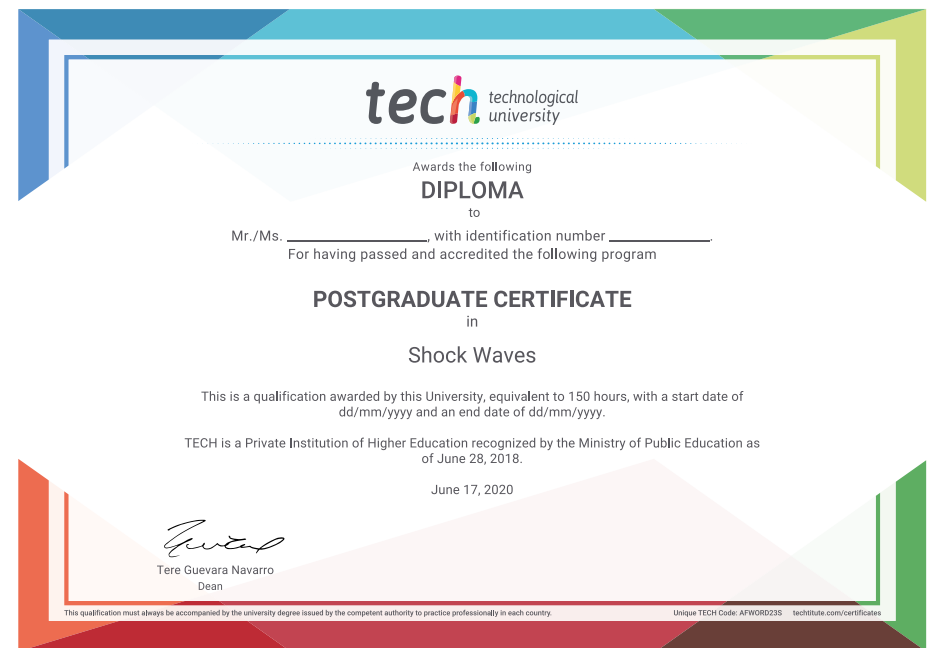 tech technological
university
Awards the following
DIPLOMA
to
Mr./Ms. ____________, with identification number _________.
For having passed and accredited the following program
POSTGRADUATE CERTIFICATE
in
Shock Waves
This is a qualification awarded by this University, equivalent to 150 hours, with a start date of
dd/mm/yyyy and an end date of dd/mm/yyyy.
TECH is a Private Institution of Higher Education recognized by the Ministry of Public Education as
of June 28, 2018.
June 17, 2020
Tere Guevara Navarro
Dean
This qualification must always be accompanied by the university degree issued by the competent authority to practice professionally in each country.
Unique TECH Code: AFWORD23S techtitute.com/certificates